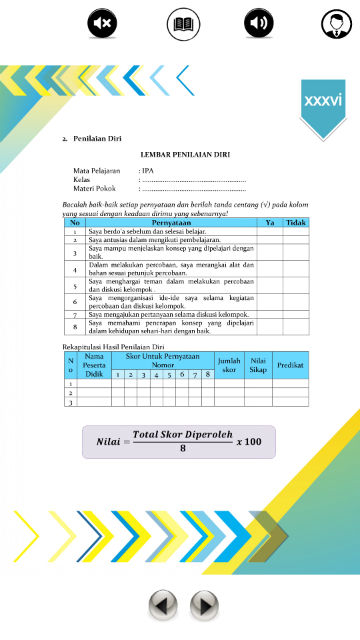 xxxvi
2. Penilaian Diri
LEMBAR PENILAIAN DIRI
Mata Pelajaran : IPA
Kelas : ................................................
Materi Pokok : ................................................
Bacalah baik-baik setiap pernyataan dan berilah tanda centang (√) pada kolom
yang sesuai dengan keadaan dirimu yang sebenarnya!
No Pernyataan Ya Tidak
1 Saya berdo'a sebelum dan selesai belajar.
2 Saya antusias dalam mengikuti pembelajaran.
3 Saya mampu menjelaskan konsep yang dipelajari dengan
baik.
4 Dalam melakukan percobaan, saya merangkai alat dan
bahan sesuai petunjuk percobaan.
5 Saya menghargai teman dalam melakukan percobaan
dan diskusi kelompok.
6 Saya mengorganisasi ide-ide saya selama kegiatan
percobaan dan diskusi kelompok.
7 Saya mengajukan pertanyaan selama diskusi kelompok.
8 Saya memahami penerapan konsep yang dipelajari
dalam kehidupan sehari-hari dengan baik.
Rekapitulasi Hasil Penilaian Diri
No Nama Peserta Didik Skor Untuk Pernyataan Nomor Jumlah skor Nilai Sikap Predikat
1 2 3 4 5 6 7 8
1
2
3
Nilai = Total Skor Diperoleh / 8 x 100